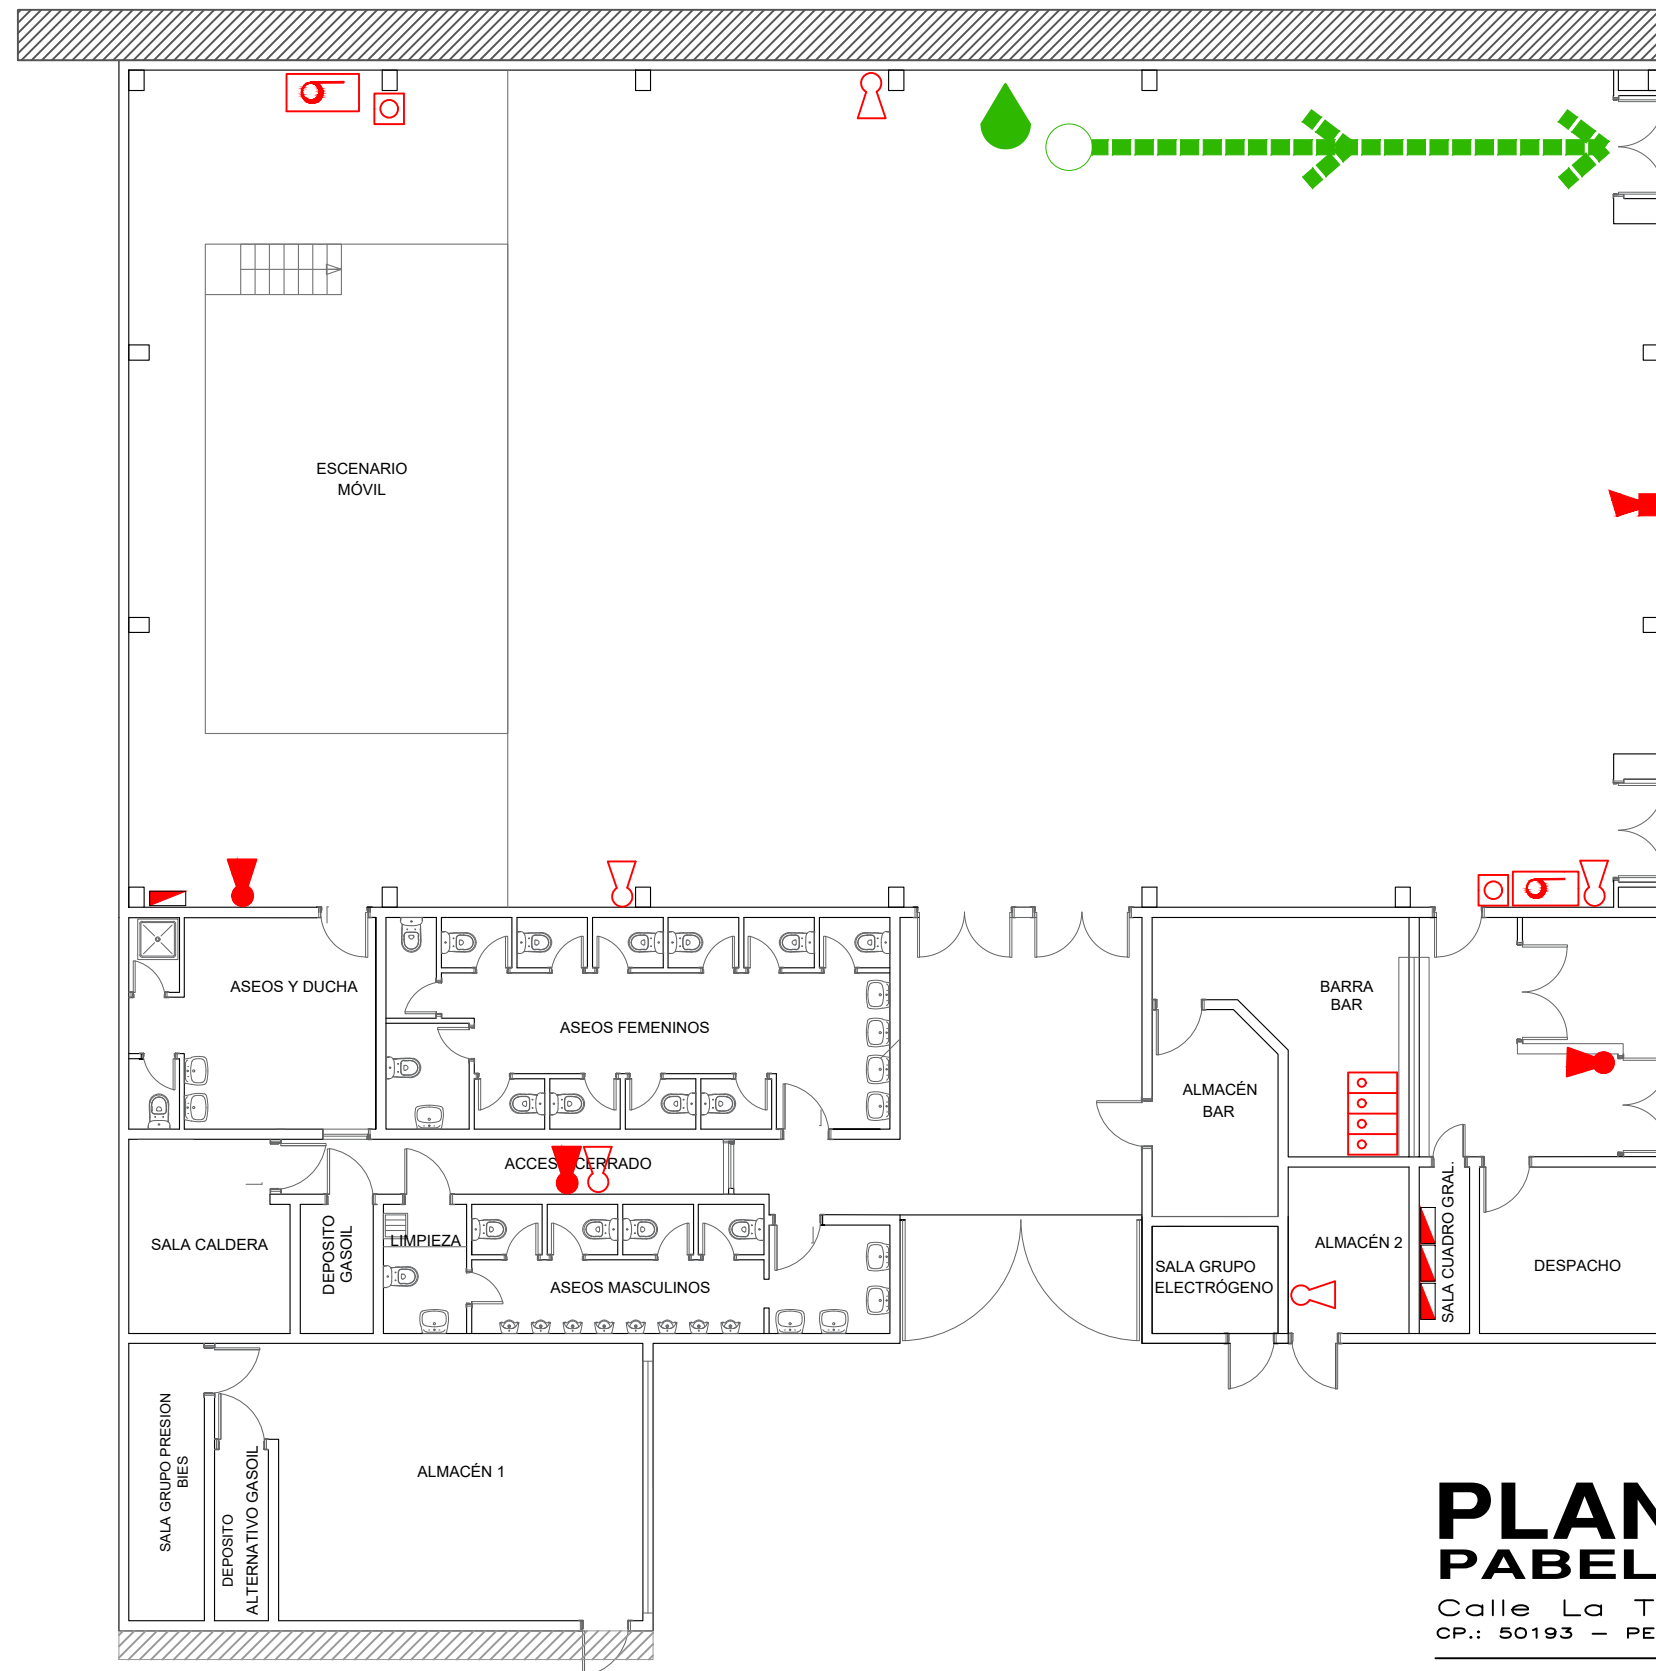 ESCENARIO
MÓVIL
ASEOS Y DUCHA
ASEOS FEMENINOS
BARRA
BAR
ALMACÉN
BAR
SALA CALDERA
DEPOSITO
GASOIL
LIMPIEZA
ASEOS MASCULINOS
SALA GRUPO
ELECTRÓGENO
ALMACÉN 2
SALA CUADRO GRAL.
DESPACHO
SALA GRUPO PRESION
BIES
DEPOSITO
ALTERNATIVO GASOIL
ALMACÉN 1
PLAN
PABEL
Calle La T
CP.: 50193 – PE